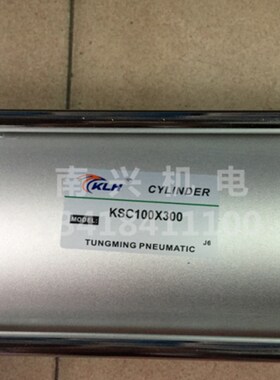 KLH CYLINDER
MODEL: KSC100X300
TUNGMING PNEUMATIC J6
南兴机电